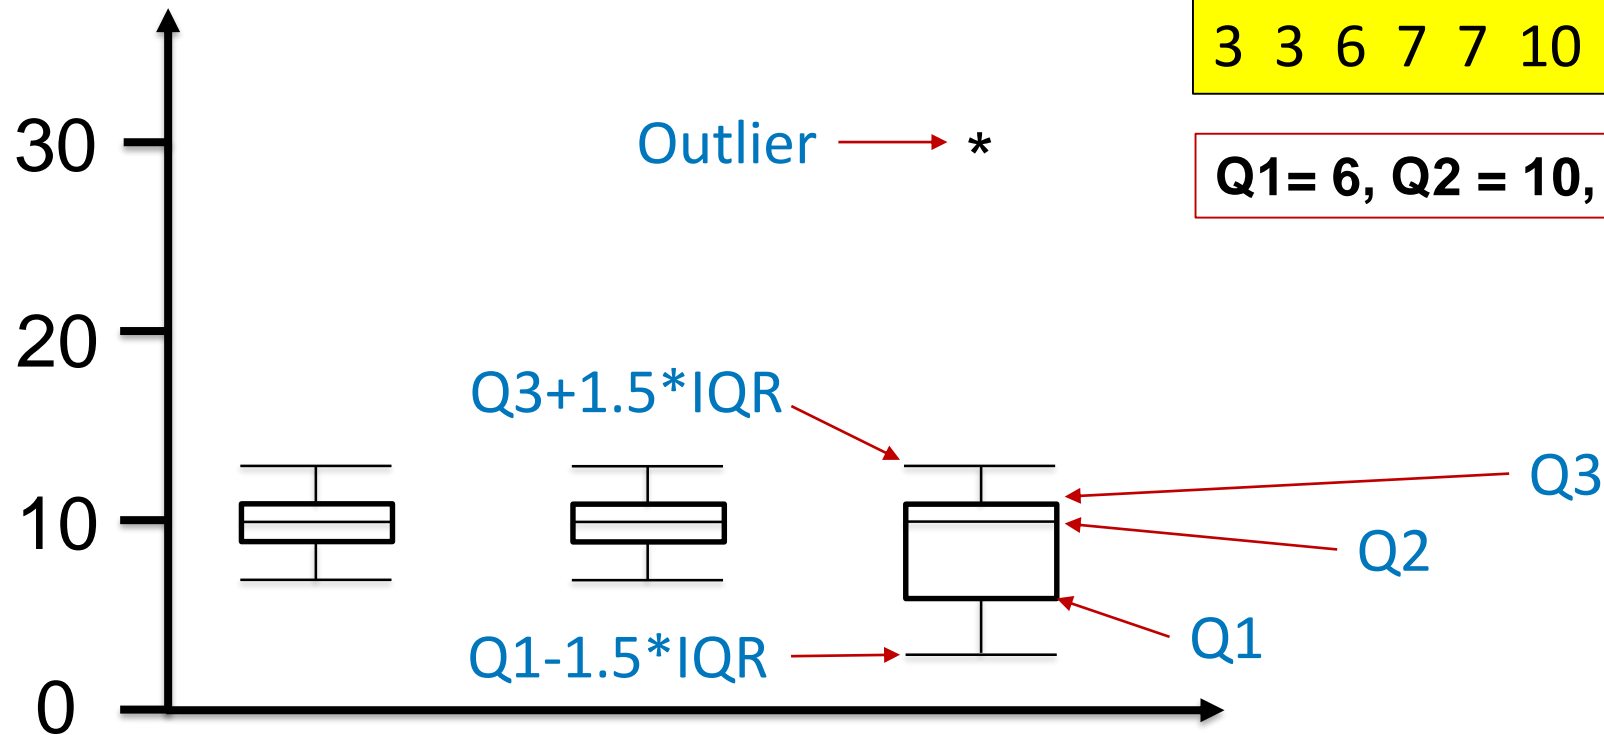 3 3 6 7 7 10
30
Outlier
*
Q1= 6, Q2 = 10,
20
Q3+1.5*IQR
Q3
10
Q2
Q1
Q1-1.5*IQR
0